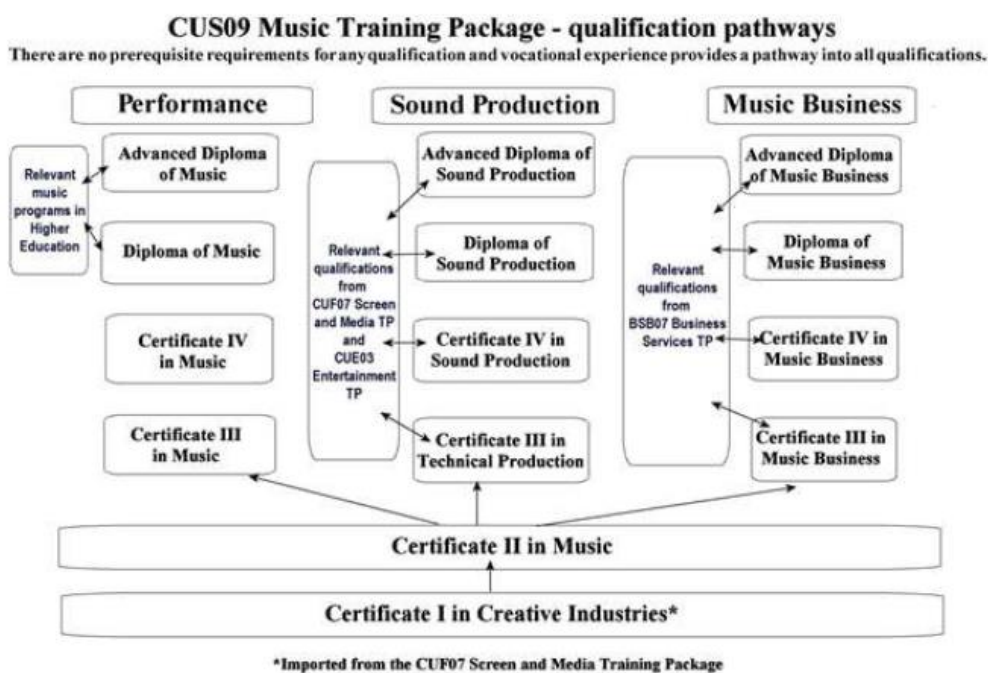 CUS09 Music Training Package - qualification pathways
There are no prerequisite requirements for any qualification and vocational experience provides a pathway into all qualifications.
Performance
Sound Production
Music Business
Relevant
music
programs in
Higher
Education
Advanced Diploma
of Music
Diploma of Music
Certificate IV
in Music
Certificate III
in Music
Relevant
qualifications
from
CUF07 Screen
and Media TP
and
CUE03
Entertainment
TP
Advanced Diploma of
Sound Production
Diploma of
Sound Production
Certificate IV in
Sound Production
Certificate III in
Technical Production
Relevant
qualifications
from
BSB07 Business
Services TP
Advanced Diploma
of Music Business
Diploma of
Music Business
Certificate IV in
Music Business
Certificate III in
Music Business
Certificate II in Music
Certificate I in Creative Industries*
*Imported from the CUF07 Screen and Media Training Package